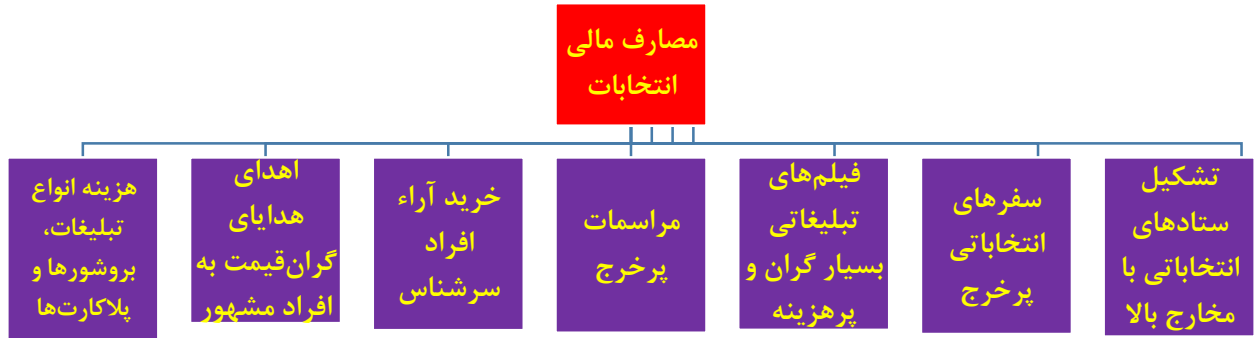 مصارف مالی
انتخابات
تشکیل
ستادهای
انتخاباتی با
مخارج بالا
سفرهای
انتخاباتی
پرخرج
فیلم‌های
تبلیغاتی
بسیار گران و
پرهزینه
مراسمات
پرخرج
خرید آراء
افراد
سرشناس
اهدای
هدایای
گران‌قیمت به
افراد مشهور
هزینه انواع
تبلیغات،
بروشورها و
پلاکارت‌ها